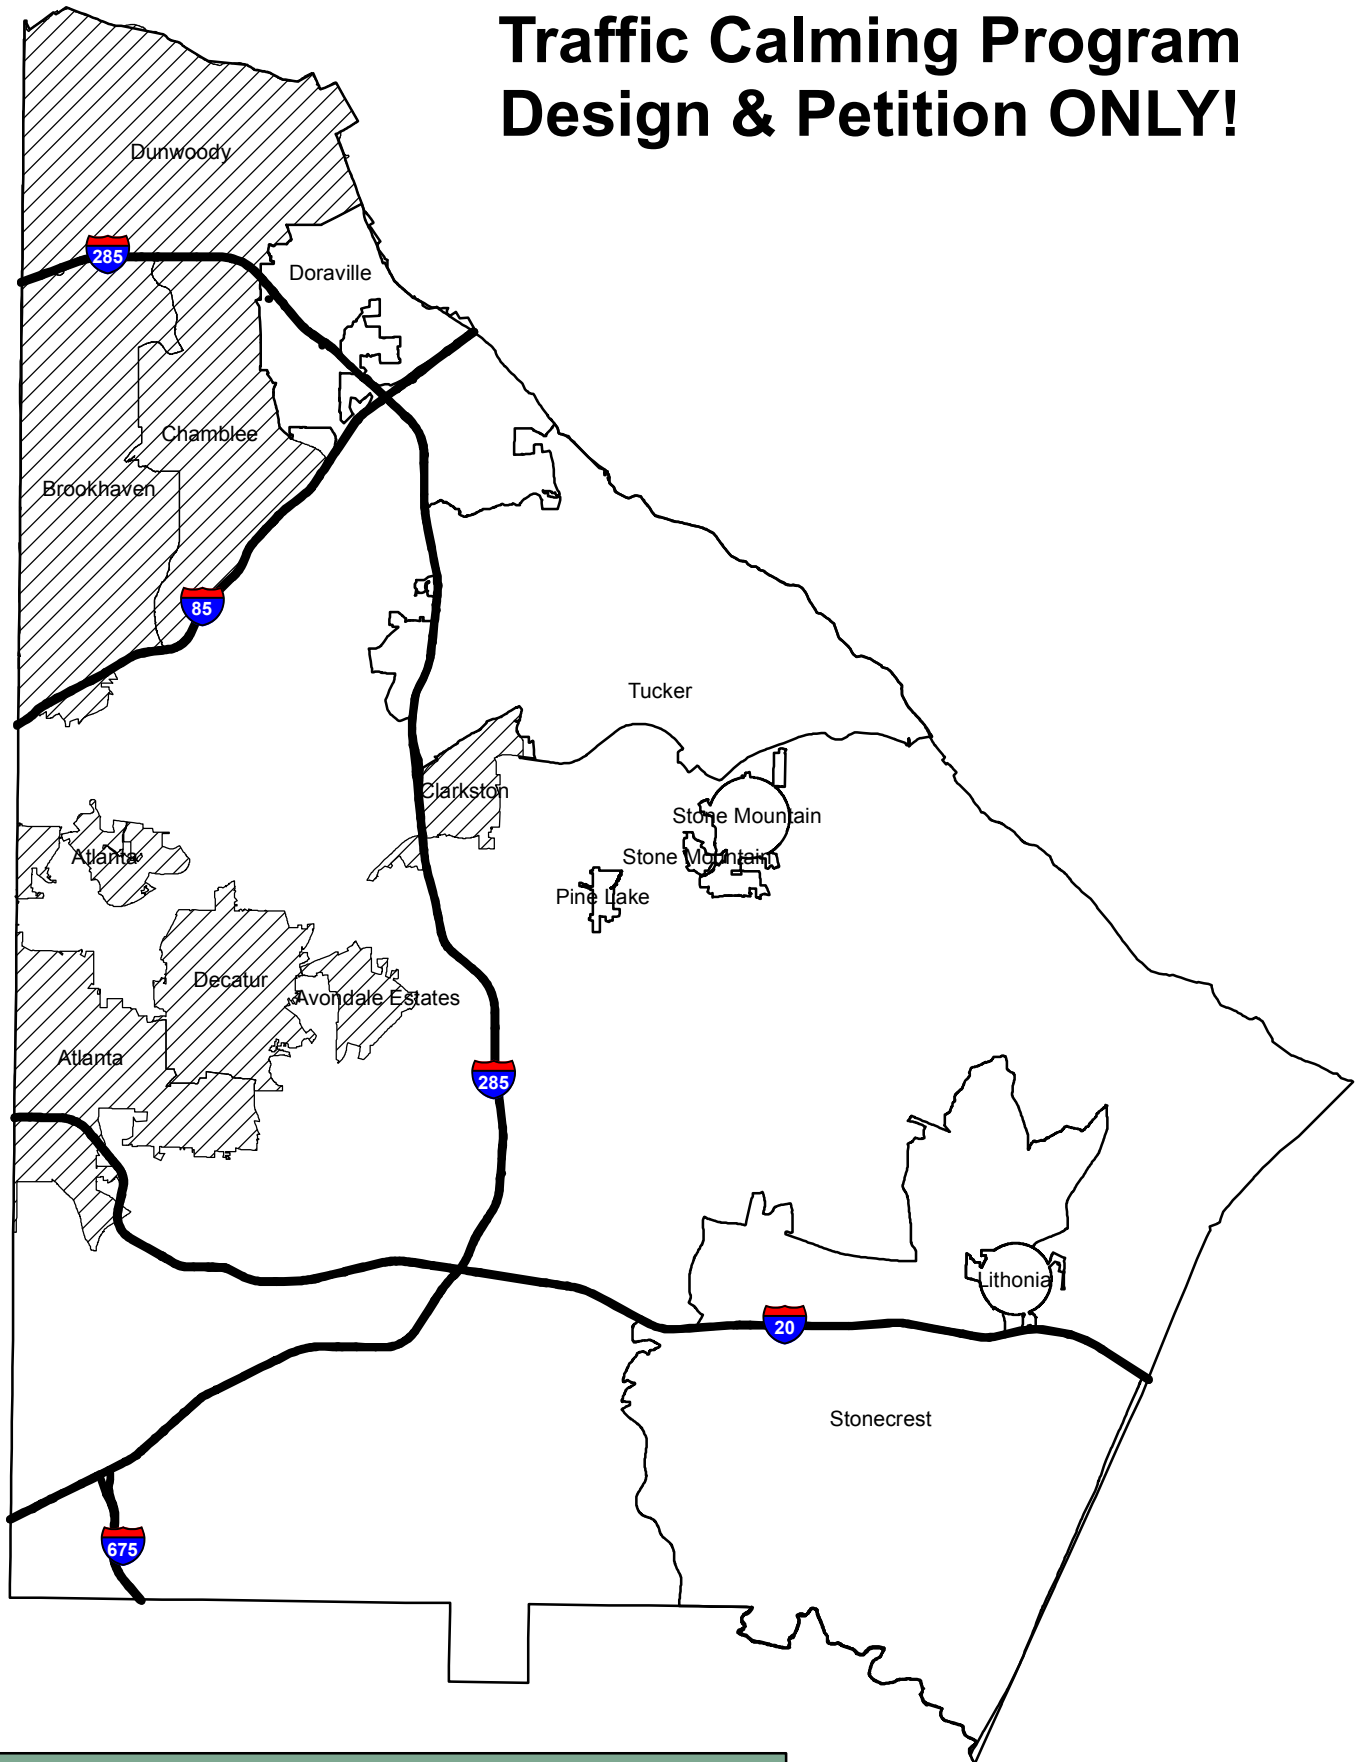 Traffic Calming Program
Design & Petition ONLY!
Dunwoody
285
Doraville
Chamblee
Brookhaven
85
Tucker
Clarkston
Stone Mountain
Atlanta
Stone Mountain
Pine Lake
Decatur
Avondale Estates
Atlanta
285
Lithonia
20
Stonecrest
675